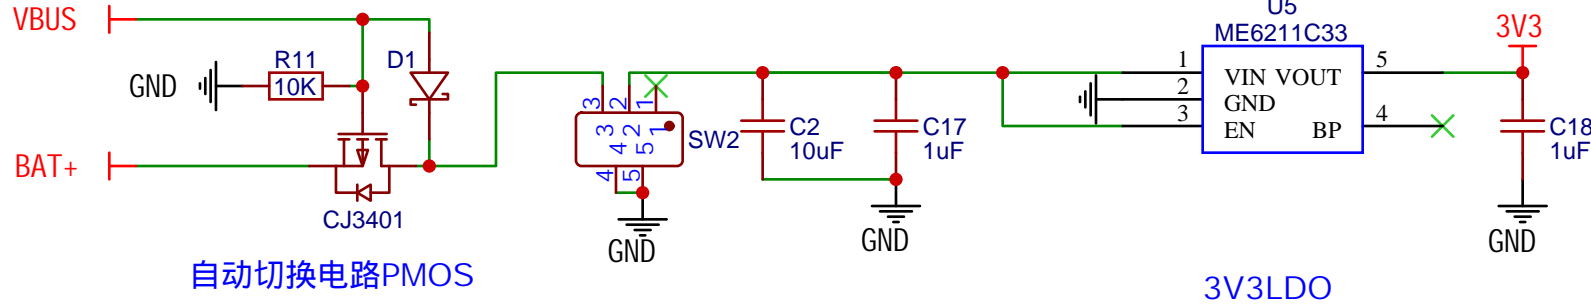 VBUS
R11
10K
GND
D1
BAT+
CJ3401
自动切换电路PMOS
3
2
1
3
2
1
4
5
4
5
SW2
GND
C2
10uF
C17
1uF
GND
U5
ME6211C33
1
VIN
VOUT
5
2
GND
3
EN
BP
4
3V3
C18
1uF
GND
3V3LDO